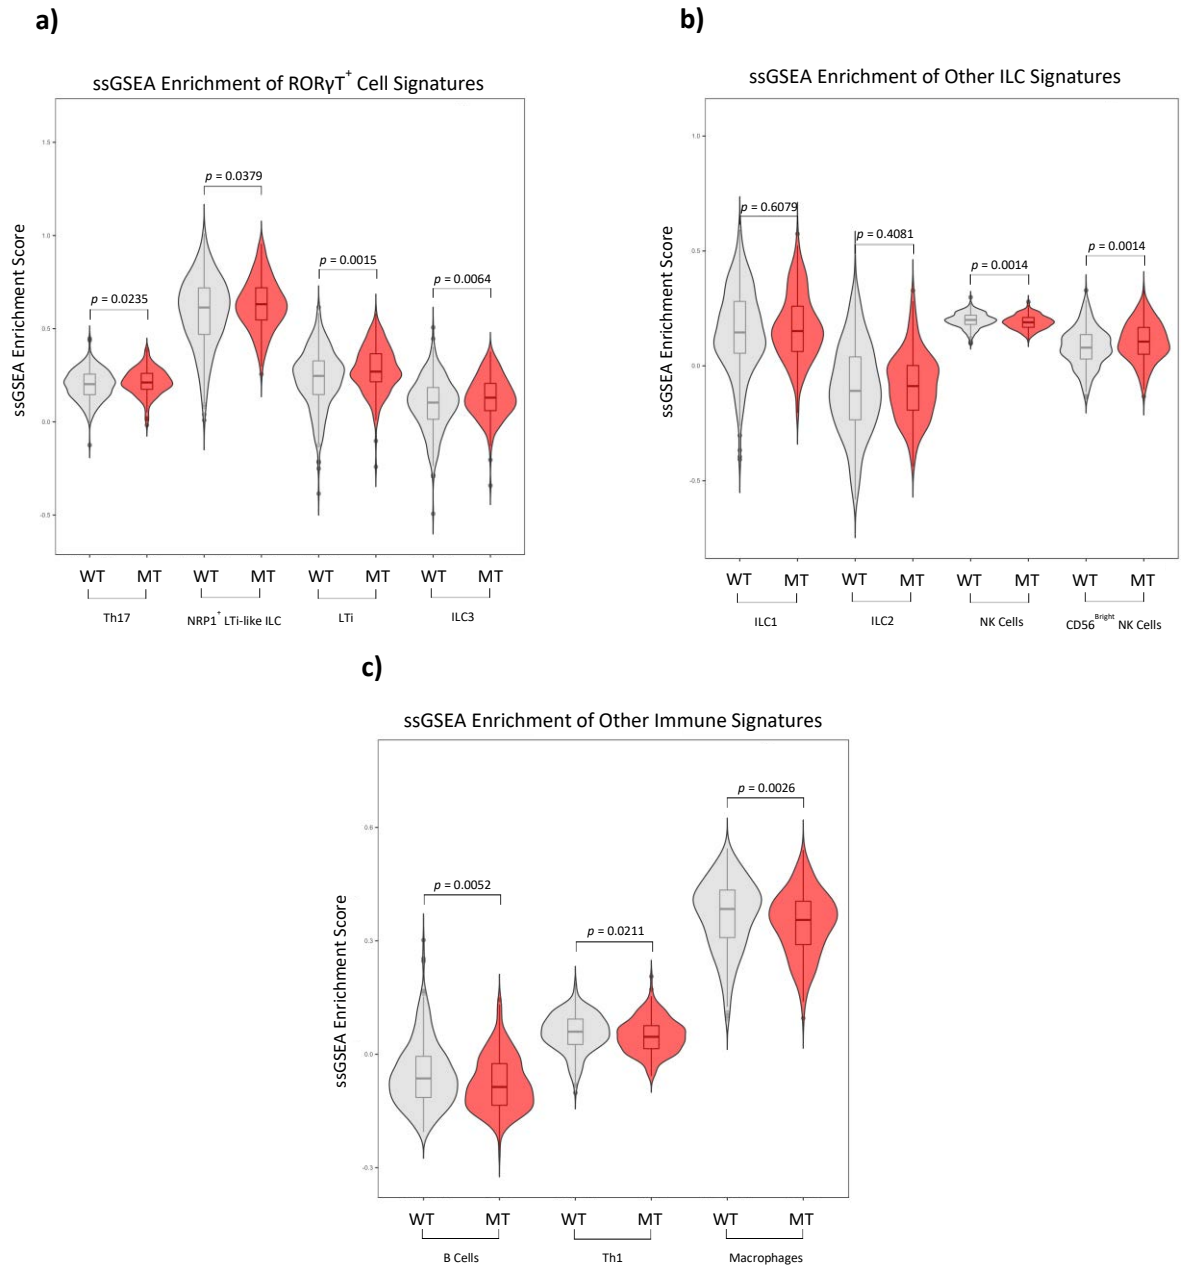 a)
ssGSEA Enrichment of RORγT+ Cell Signatures
ssGSEA Enrichment Score
1.5
1.0
0.5
0.0
-0.5
p = 0.0235
p = 0.0379
p = 0.0015
p = 0.0064
WT MT WT MT WT MT WT MT
Th17 NRP1+ LTi-like ILC LTi ILC3
b)
ssGSEA Enrichment of Other ILC Signatures
ssGSEA Enrichment Score
1.0
0.5
0.0
-0.5
p = 0.6079
p = 0.4081
p = 0.0014
p = 0.0014
WT MT WT MT WT MT WT MT
ILC1 ILC2 NK Cells CD56Bright NK Cells
c)
ssGSEA Enrichment of Other Immune Signatures
ssGSEA Enrichment Score
0.6
0.3
0.0
-0.3
p = 0.0052
p = 0.0211
p = 0.0026
WT MT WT MT WT MT
B Cells Th1 Macrophages